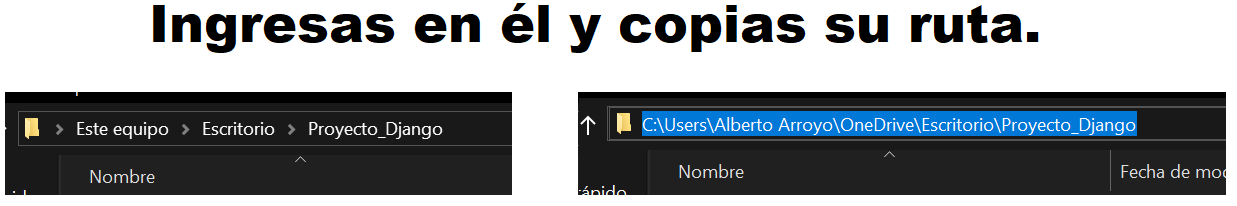 Ingresas en él y copias su ruta.
Este equipo > Escritorio > Proyecto_Django
Nombre
C:\Users\Alberto Arroyo\OneDrive\Escritorio\Proyecto_Django
Nombre Fecha de mod
rápido